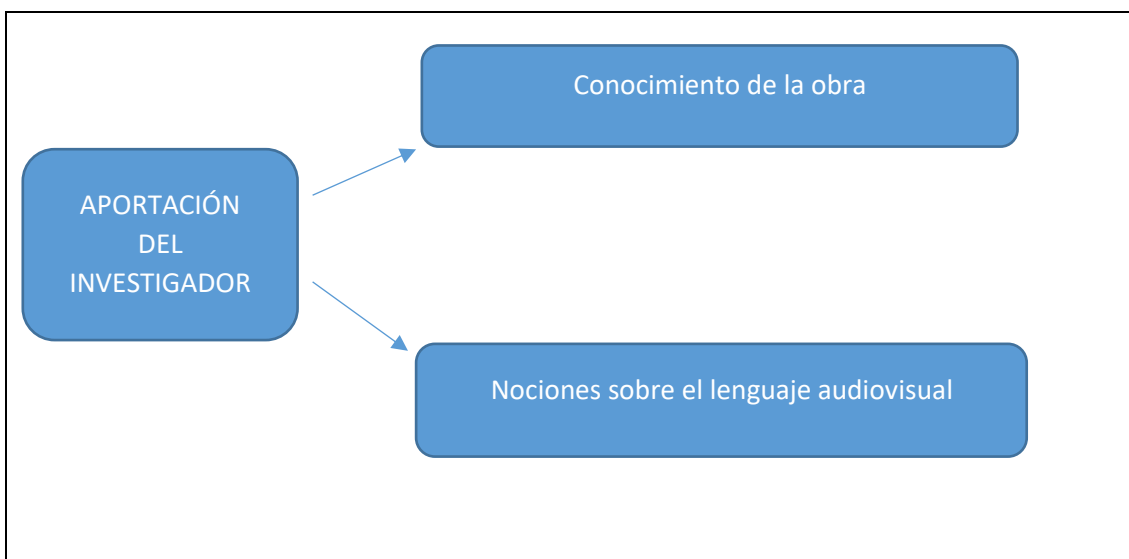 Conocimiento de la obra
APORTACIÓN
DEL
INVESTIGADOR
Nociones sobre el lenguaje audiovisual